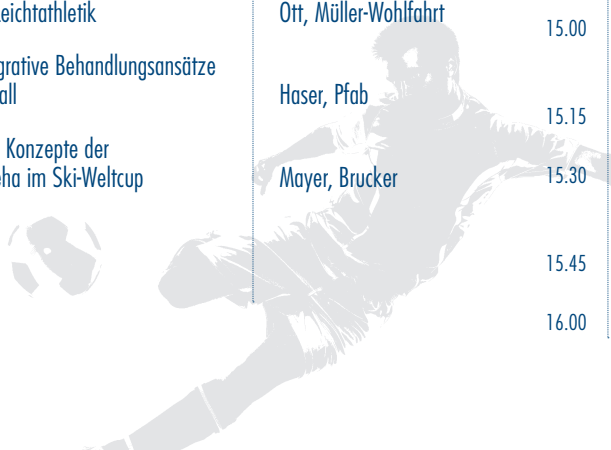 eichtathletik
Ott, Müller-Wohlfahrt
15.00
grative Behandlungsansätze
all
Haser, Pfab
15.15
Konzepte der
eha im Ski-Weltcup
Mayer, Brucker
15.30
15.45
16.00